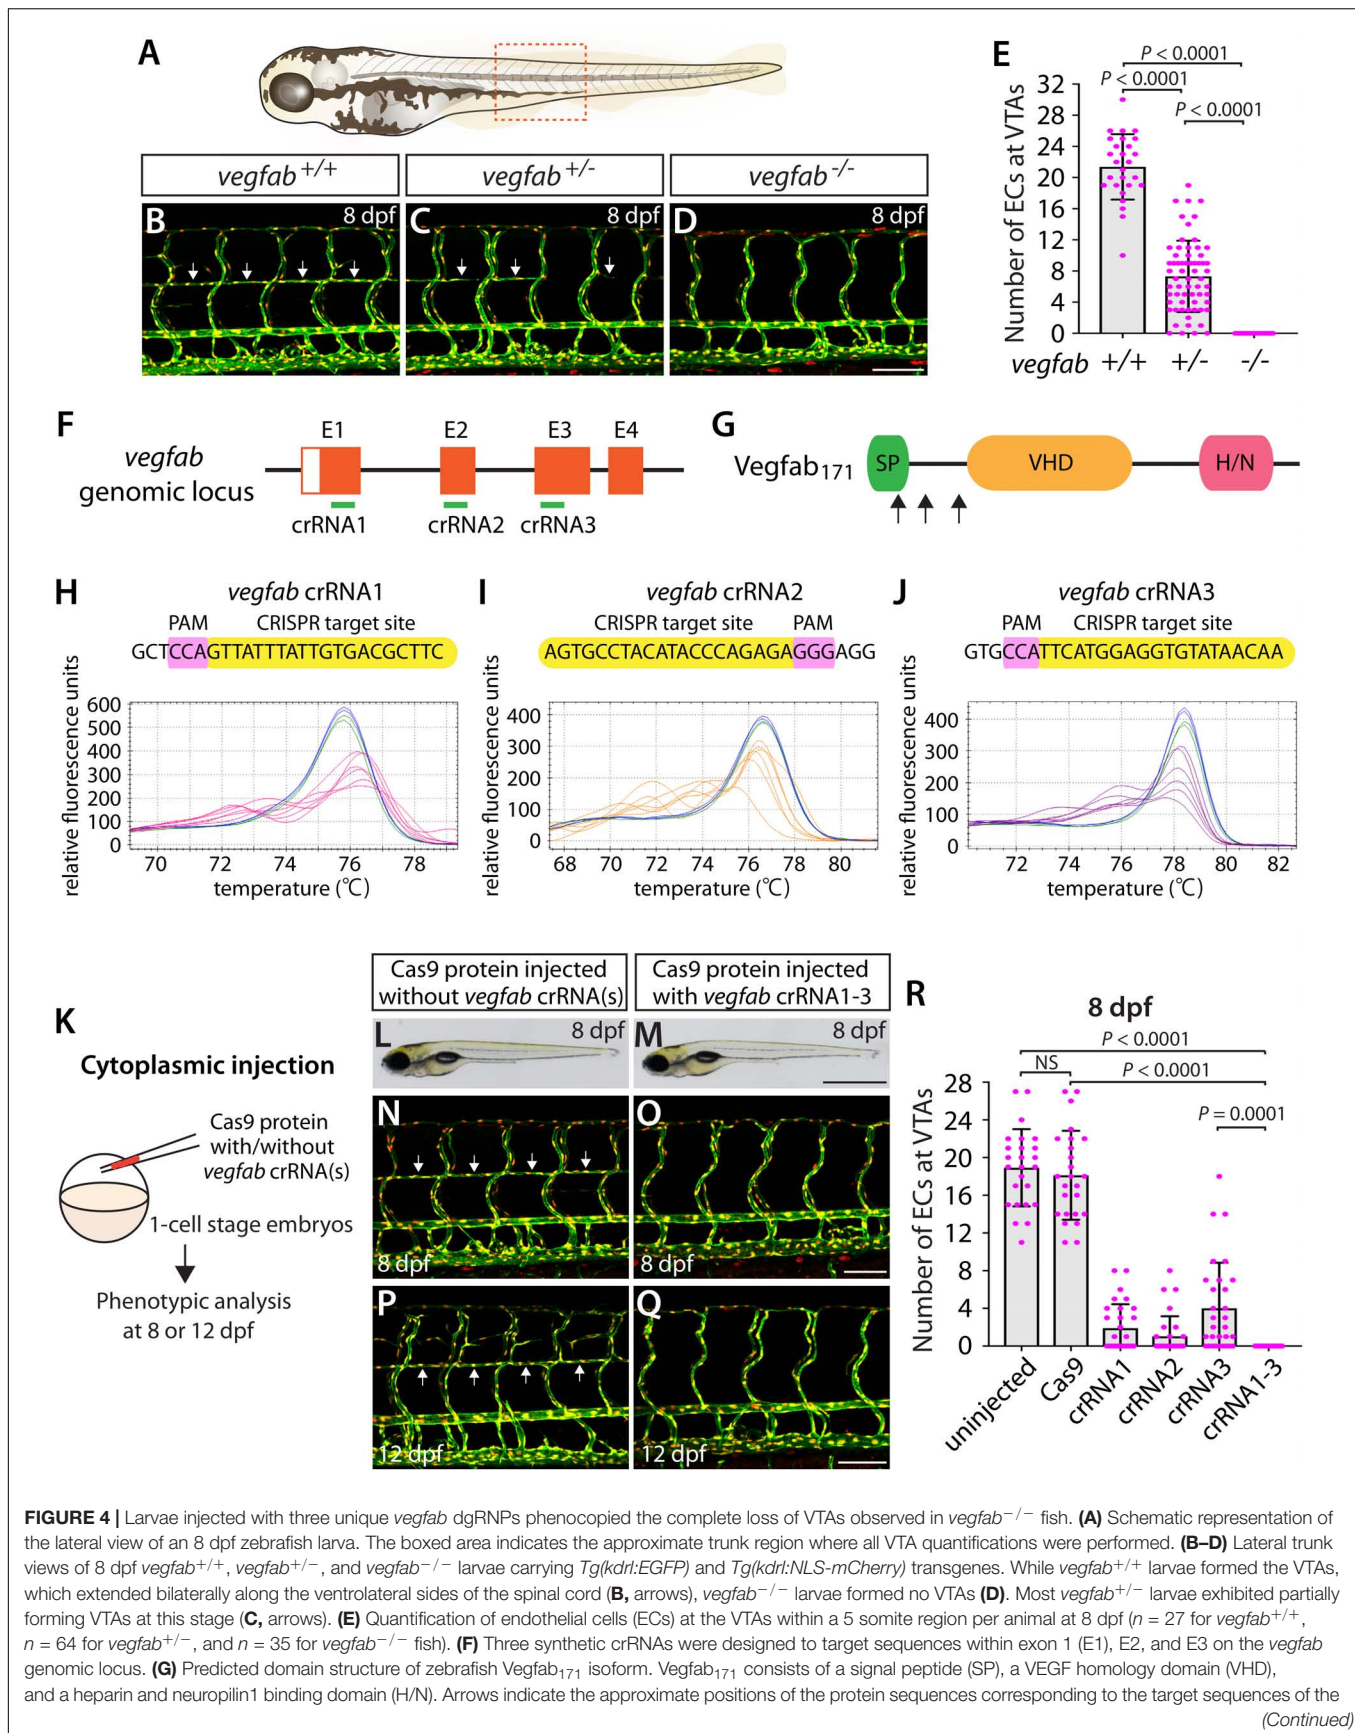 A
vegfab+/+
vegfab+/-
vegfab-/-
B
8 dpf
C
8 dpf
D
8 dpf
E
P < 0.0001
P < 0.0001
P < 0.0001
Number of ECs at VTAs
32
28
24
20
16
12
8
4
0
vegfab +/+ +/- -/-
F
vegfab
genomic locus
E1 E2 E3 E4
crRNA1 crRNA2 crRNA3
G
Vegfab171
SP VHD H/N
H
vegfab crRNA1
PAM CRISPR target site
GCTCCAGTTATTTATTGTGACGCTTC
relative fluorescence units
600
500
400
300
200
100
0
70 72 74 76 78
temperature (°C)
I
vegfab crRNA2
CRISPR target site PAM
AGTGCCTACATACCCAGAGAGGGAGG
relative fluorescence units
400
300
200
100
0
68 70 72 74 76 78 80
temperature (°C)
J
vegfab crRNA3
PAM CRISPR target site
GTGCCATTCATGGAGGTGTATAACAA
relative fluorescence units
400
300
200
100
0
72 74 76 78 80 82
temperature (°C)
K
Cytoplasmic injection
Cas9 protein
with/without
vegfab crRNA(s)
1-cell stage embryos
Phenotypic analysis
at 8 or 12 dpf
Cas9 protein injected
without vegfab crRNA(s)
Cas9 protein injected
with vegfab crRNA1-3
L
8 dpf
M
8 dpf
N
8 dpf
O
8 dpf
P
12 dpf
Q
12 dpf
R
8 dpf
P < 0.0001
NS
P < 0.0001
P = 0.0001
Number of ECs at VTAs
28
24
20
16
12
8
4
0
uninjected
Cas9
crRNA1
crRNA2
crRNA3
crRNA1-3
FIGURE 4 | Larvae injected with three unique vegfab dgRNPs phenocopied the complete loss of VTAs observed in vegfab−/− fish. (A) Schematic representation of
the lateral view of an 8 dpf zebrafish larva. The boxed area indicates the approximate trunk region where all VTA quantifications were performed. (B–D) Lateral trunk
views of 8 dpf vegfab+/+, vegfab+/−, and vegfab−/− larvae carrying Tg(kdrl:EGFP) and Tg(kdrl:NLS-mCherry) transgenes. While vegfab+/+ larvae formed the VTAs,
which extended bilaterally along the ventrolateral sides of the spinal cord (B, arrows), vegfab−/− larvae formed no VTAs (D). Most vegfab+/− larvae exhibited partially
forming VTAs at this stage (C, arrows). (E) Quantification of endothelial cells (ECs) at the VTAs within a 5 somite region per animal at 8 dpf (n = 27 for vegfab+/+,
n = 64 for vegfab+/−, and n = 35 for vegfab−/− fish). (F) Three synthetic crRNAs were designed to target sequences within exon 1 (E1), E2, and E3 on the vegfab
genomic locus. (G) Predicted domain structure of zebrafish Vegfab171 isoform. Vegfab171 consists of a signal peptide (SP), a VEGF homology domain (VHD),
and a heparin and neuropilin1 binding domain (H/N). Arrows indicate the approximate positions of the protein sequences corresponding to the target sequences of the
(Continued)